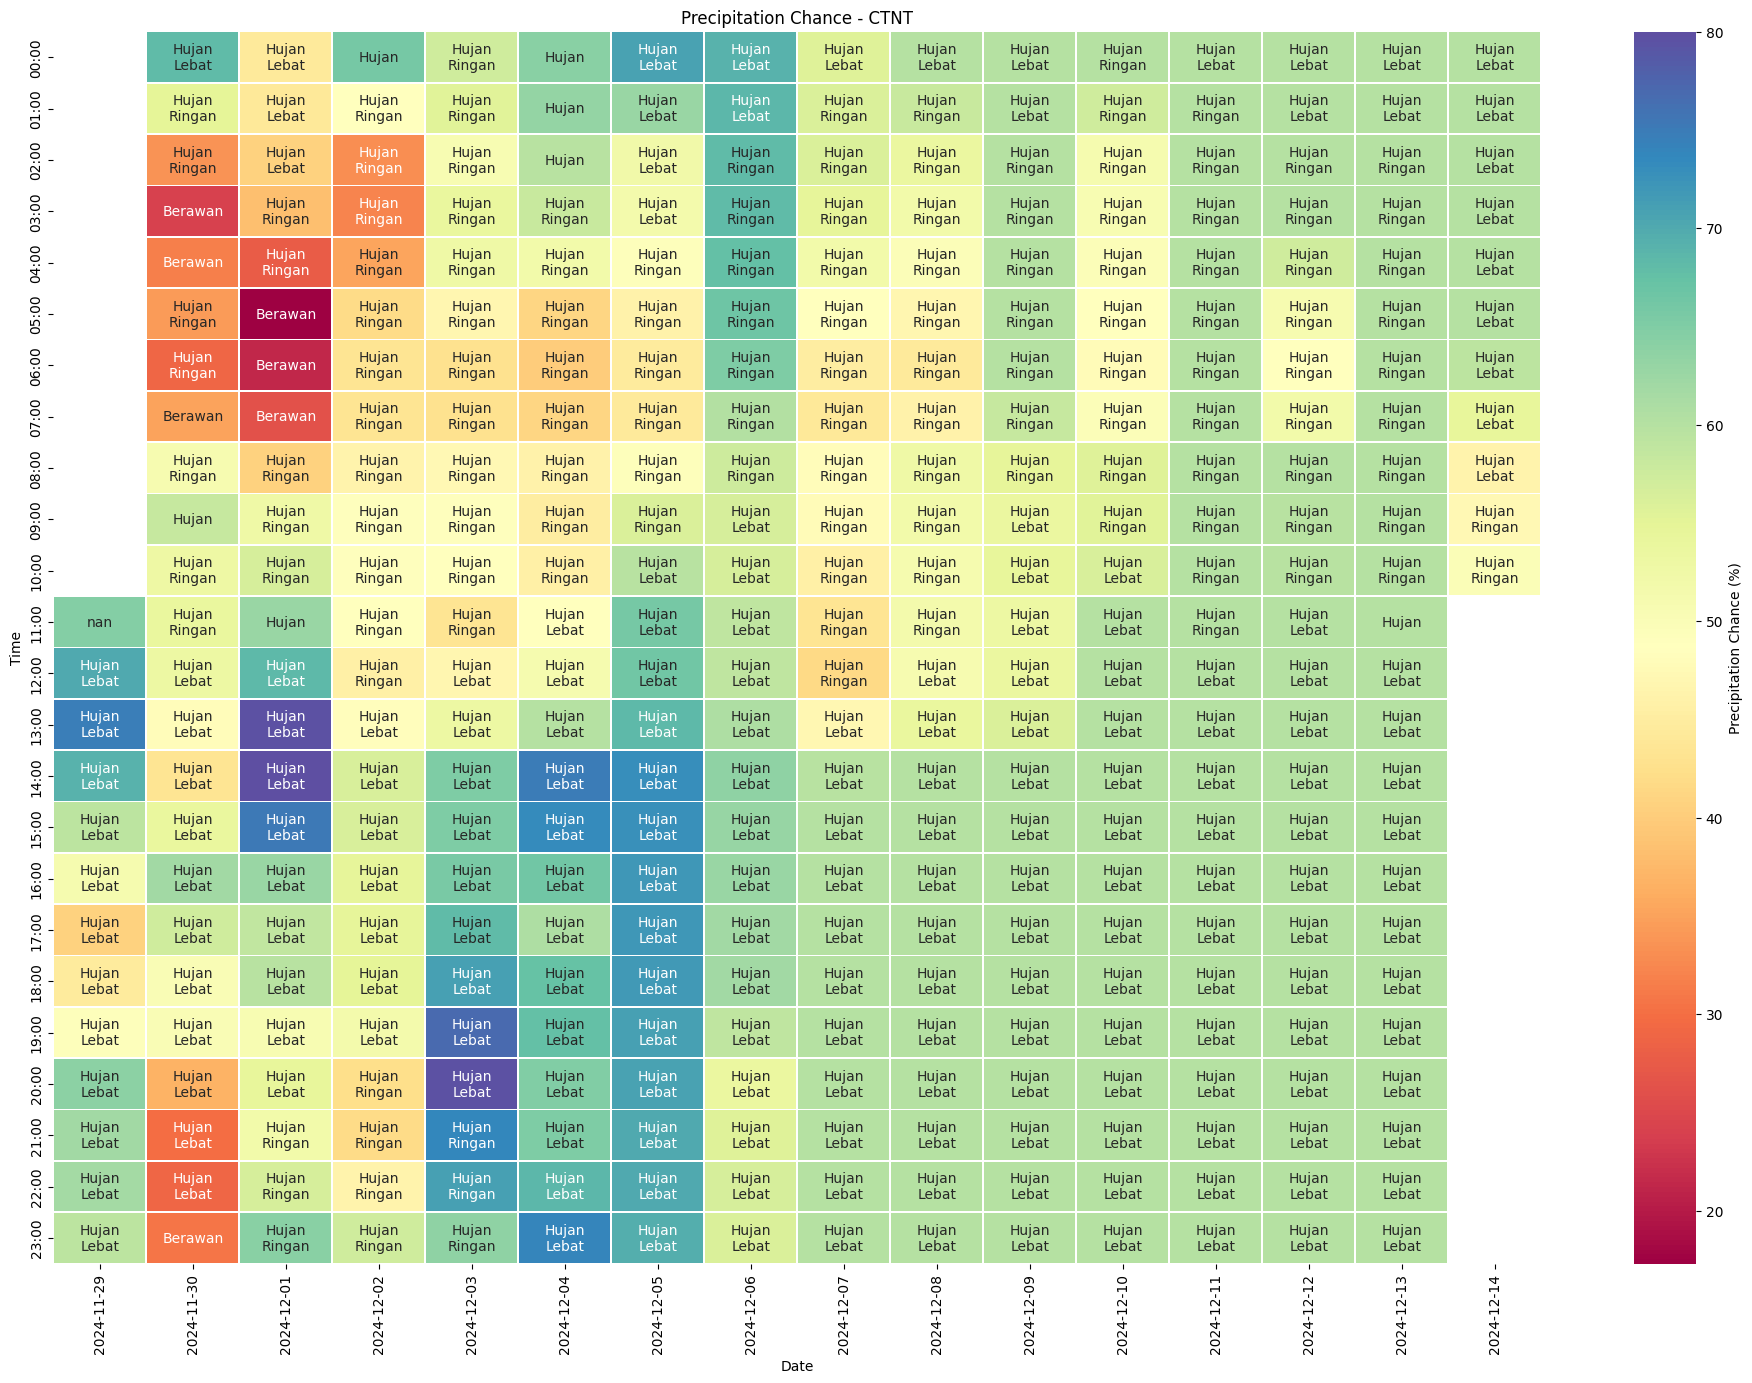 Precipitation Chance - CTNT
00:00 Hujan Lebat Hujan Lebat Hujan Hujan Ringan Hujan Hujan Lebat Hujan Lebat Hujan Lebat Hujan Lebat Hujan Lebat Hujan Ringan Hujan Lebat Hujan Lebat Hujan Lebat Hujan Lebat
01:00 Hujan Ringan Hujan Lebat Hujan Ringan Hujan Ringan Hujan Hujan Lebat Hujan Lebat Hujan Ringan Hujan Ringan Hujan Lebat Hujan Ringan Hujan Ringan Hujan Lebat Hujan Lebat Hujan Lebat
02:00 Hujan Ringan Hujan Lebat Hujan Ringan Hujan Ringan Hujan Hujan Lebat Hujan Ringan Hujan Ringan Hujan Ringan Hujan Ringan Hujan Ringan Hujan Ringan Hujan Ringan Hujan Ringan Hujan Lebat
03:00 Berawan Hujan Ringan Hujan Ringan Hujan Ringan Hujan Ringan Hujan Lebat Hujan Ringan Hujan Ringan Hujan Ringan Hujan Ringan Hujan Ringan Hujan Ringan Hujan Ringan Hujan Ringan Hujan Lebat
04:00 Berawan Hujan Ringan Hujan Ringan Hujan Ringan Hujan Ringan Hujan Ringan Hujan Ringan Hujan Ringan Hujan Ringan Hujan Ringan Hujan Ringan Hujan Ringan Hujan Ringan Hujan Ringan Hujan Lebat
05:00 Hujan Ringan Berawan Hujan Ringan Hujan Ringan Hujan Ringan Hujan Ringan Hujan Ringan Hujan Ringan Hujan Ringan Hujan Ringan Hujan Ringan Hujan Ringan Hujan Ringan Hujan Ringan Hujan Lebat
06:00 Hujan Ringan Berawan Hujan Ringan Hujan Ringan Hujan Ringan Hujan Ringan Hujan Ringan Hujan Ringan Hujan Ringan Hujan Ringan Hujan Ringan Hujan Ringan Hujan Ringan Hujan Ringan Hujan Lebat
07:00 Berawan Berawan Hujan Ringan Hujan Ringan Hujan Ringan Hujan Ringan Hujan Ringan Hujan Ringan Hujan Ringan Hujan Ringan Hujan Ringan Hujan Ringan Hujan Ringan Hujan Ringan Hujan Lebat
08:00 Hujan Ringan Hujan Ringan Hujan Ringan Hujan Ringan Hujan Ringan Hujan Ringan Hujan Ringan Hujan Ringan Hujan Ringan Hujan Ringan Hujan Ringan Hujan Ringan Hujan Ringan Hujan Ringan Hujan Lebat
09:00 Hujan Hujan Ringan Hujan Ringan Hujan Ringan Hujan Ringan Hujan Ringan Hujan Lebat Hujan Ringan Hujan Ringan Hujan Lebat Hujan Ringan Hujan Ringan Hujan Ringan Hujan Ringan Hujan Ringan
10:00 Hujan Ringan Hujan Ringan Hujan Ringan Hujan Ringan Hujan Ringan Hujan Lebat Hujan Lebat Hujan Ringan Hujan Ringan Hujan Lebat Hujan Lebat Hujan Ringan Hujan Ringan Hujan Ringan Hujan Ringan
11:00 nan Hujan Ringan Hujan Hujan Ringan Hujan Ringan Hujan Lebat Hujan Lebat Hujan Lebat Hujan Ringan Hujan Ringan Hujan Lebat Hujan Lebat Hujan Ringan Hujan Lebat Hujan
12:00 Hujan Lebat Hujan Lebat Hujan Lebat Hujan Ringan Hujan Lebat Hujan Lebat Hujan Lebat Hujan Lebat Hujan Ringan Hujan Lebat Hujan Lebat Hujan Lebat Hujan Lebat Hujan Lebat Hujan Lebat
13:00 Hujan Lebat Hujan Lebat Hujan Lebat Hujan Lebat Hujan Lebat Hujan Lebat Hujan Lebat Hujan Lebat Hujan Lebat Hujan Lebat Hujan Lebat Hujan Lebat Hujan Lebat Hujan Lebat Hujan Lebat
14:00 Hujan Lebat Hujan Lebat Hujan Lebat Hujan Lebat Hujan Lebat Hujan Lebat Hujan Lebat Hujan Lebat Hujan Lebat Hujan Lebat Hujan Lebat Hujan Lebat Hujan Lebat Hujan Lebat Hujan Lebat
15:00 Hujan Lebat Hujan Lebat Hujan Lebat Hujan Lebat Hujan Lebat Hujan Lebat Hujan Lebat Hujan Lebat Hujan Lebat Hujan Lebat Hujan Lebat Hujan Lebat Hujan Lebat Hujan Lebat Hujan Lebat
16:00 Hujan Lebat Hujan Lebat Hujan Lebat Hujan Lebat Hujan Lebat Hujan Lebat Hujan Lebat Hujan Lebat Hujan Lebat Hujan Lebat Hujan Lebat Hujan Lebat Hujan Lebat Hujan Lebat Hujan Lebat
17:00 Hujan Lebat Hujan Lebat Hujan Lebat Hujan Lebat Hujan Lebat Hujan Lebat Hujan Lebat Hujan Lebat Hujan Lebat Hujan Lebat Hujan Lebat Hujan Lebat Hujan Lebat Hujan Lebat Hujan Lebat
18:00 Hujan Lebat Hujan Lebat Hujan Lebat Hujan Lebat Hujan Lebat Hujan Lebat Hujan Lebat Hujan Lebat Hujan Lebat Hujan Lebat Hujan Lebat Hujan Lebat Hujan Lebat Hujan Lebat Hujan Lebat
19:00 Hujan Lebat Hujan Lebat Hujan Lebat Hujan Lebat Hujan Lebat Hujan Lebat Hujan Lebat Hujan Lebat Hujan Lebat Hujan Lebat Hujan Lebat Hujan Lebat Hujan Lebat Hujan Lebat Hujan Lebat
20:00 Hujan Lebat Hujan Lebat Hujan Lebat Hujan Ringan Hujan Lebat Hujan Lebat Hujan Lebat Hujan Lebat Hujan Lebat Hujan Lebat Hujan Lebat Hujan Lebat Hujan Lebat Hujan Lebat Hujan Lebat
21:00 Hujan Lebat Hujan Lebat Hujan Ringan Hujan Ringan Hujan Ringan Hujan Lebat Hujan Lebat Hujan Lebat Hujan Lebat Hujan Lebat Hujan Lebat Hujan Lebat Hujan Lebat Hujan Lebat Hujan Lebat
22:00 Hujan Lebat Hujan Lebat Hujan Ringan Hujan Ringan Hujan Ringan Hujan Lebat Hujan Lebat Hujan Lebat Hujan Lebat Hujan Lebat Hujan Lebat Hujan Lebat Hujan Lebat Hujan Lebat Hujan Lebat
23:00 Hujan Lebat Berawan Hujan Ringan Hujan Ringan Hujan Ringan Hujan Lebat Hujan Lebat Hujan Lebat Hujan Lebat Hujan Lebat Hujan Lebat Hujan Lebat Hujan Lebat Hujan Lebat Hujan Lebat
Time
2024-11-29 2024-11-30 2024-12-01 2024-12-02 2024-12-03 2024-12-04 2024-12-05 2024-12-06 2024-12-07 2024-12-08 2024-12-09 2024-12-10 2024-12-11 2024-12-12 2024-12-13 2024-12-14
Date
80
70
60
50
40
30
20
Precipitation Chance (%)